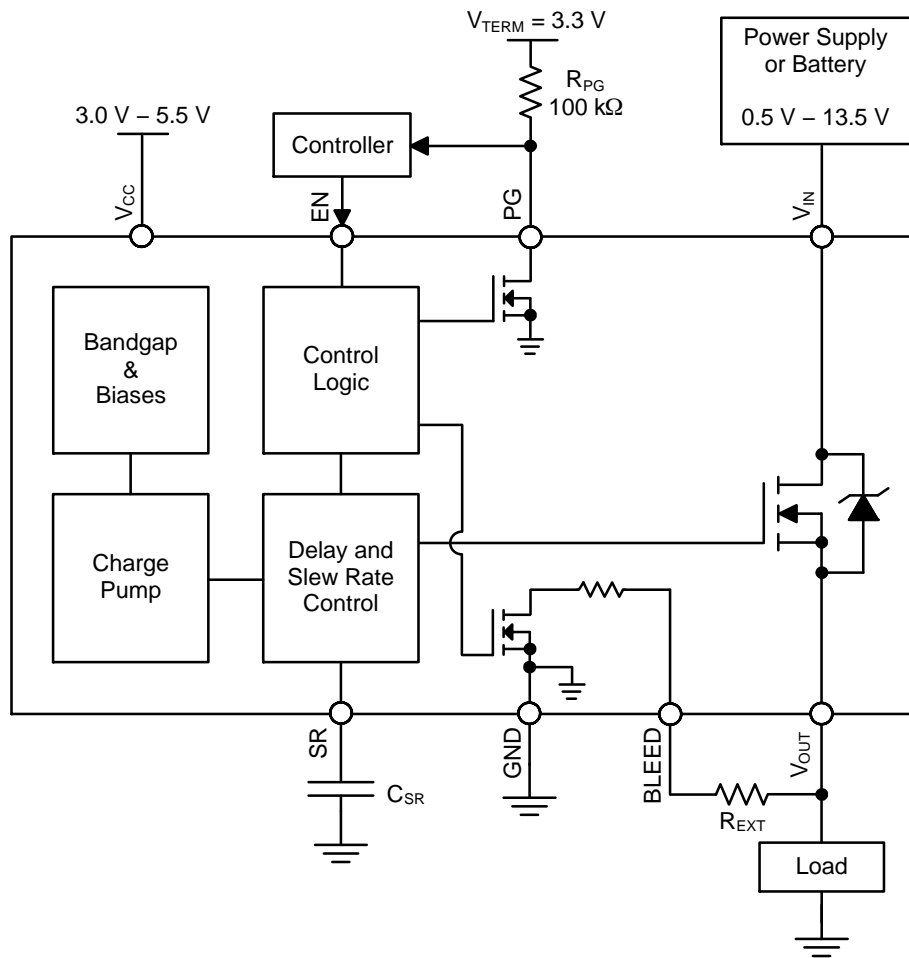 V_TERM = 3.3 V
R_PG
100 kΩ
Power Supply
or Battery
0.5 V − 13.5 V
3.0 V − 5.5 V
Controller
V_CC
EN
PG
V_IN
Bandgap
&
Biases
Control
Logic
Charge
Pump
Delay and
Slew Rate
Control
SR
GND
BLEED
V_OUT
C_SR
R_EXT
Load